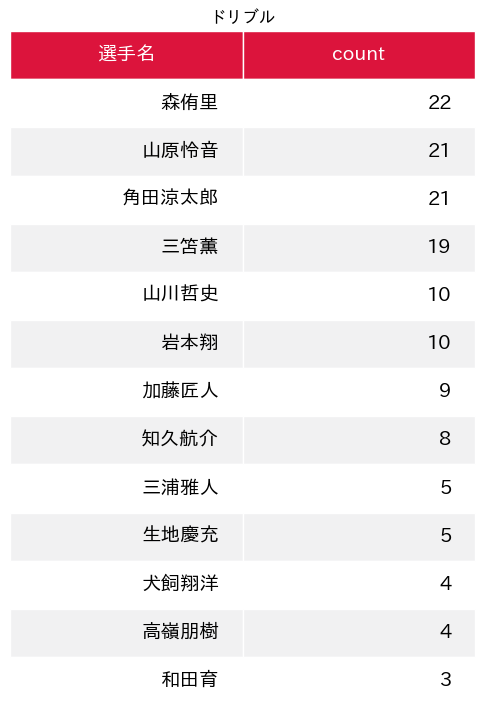 ドリブル
選手名 count
森侑里 22
山原怜音 21
角田涼太郎 21
三笘薫 19
山川哲史 10
岩本翔 10
加藤匠人 9
知久航介 8
三浦雅人 5
生地慶充 5
犬飼翔洋 4
高嶺朋樹 4
和田育 3